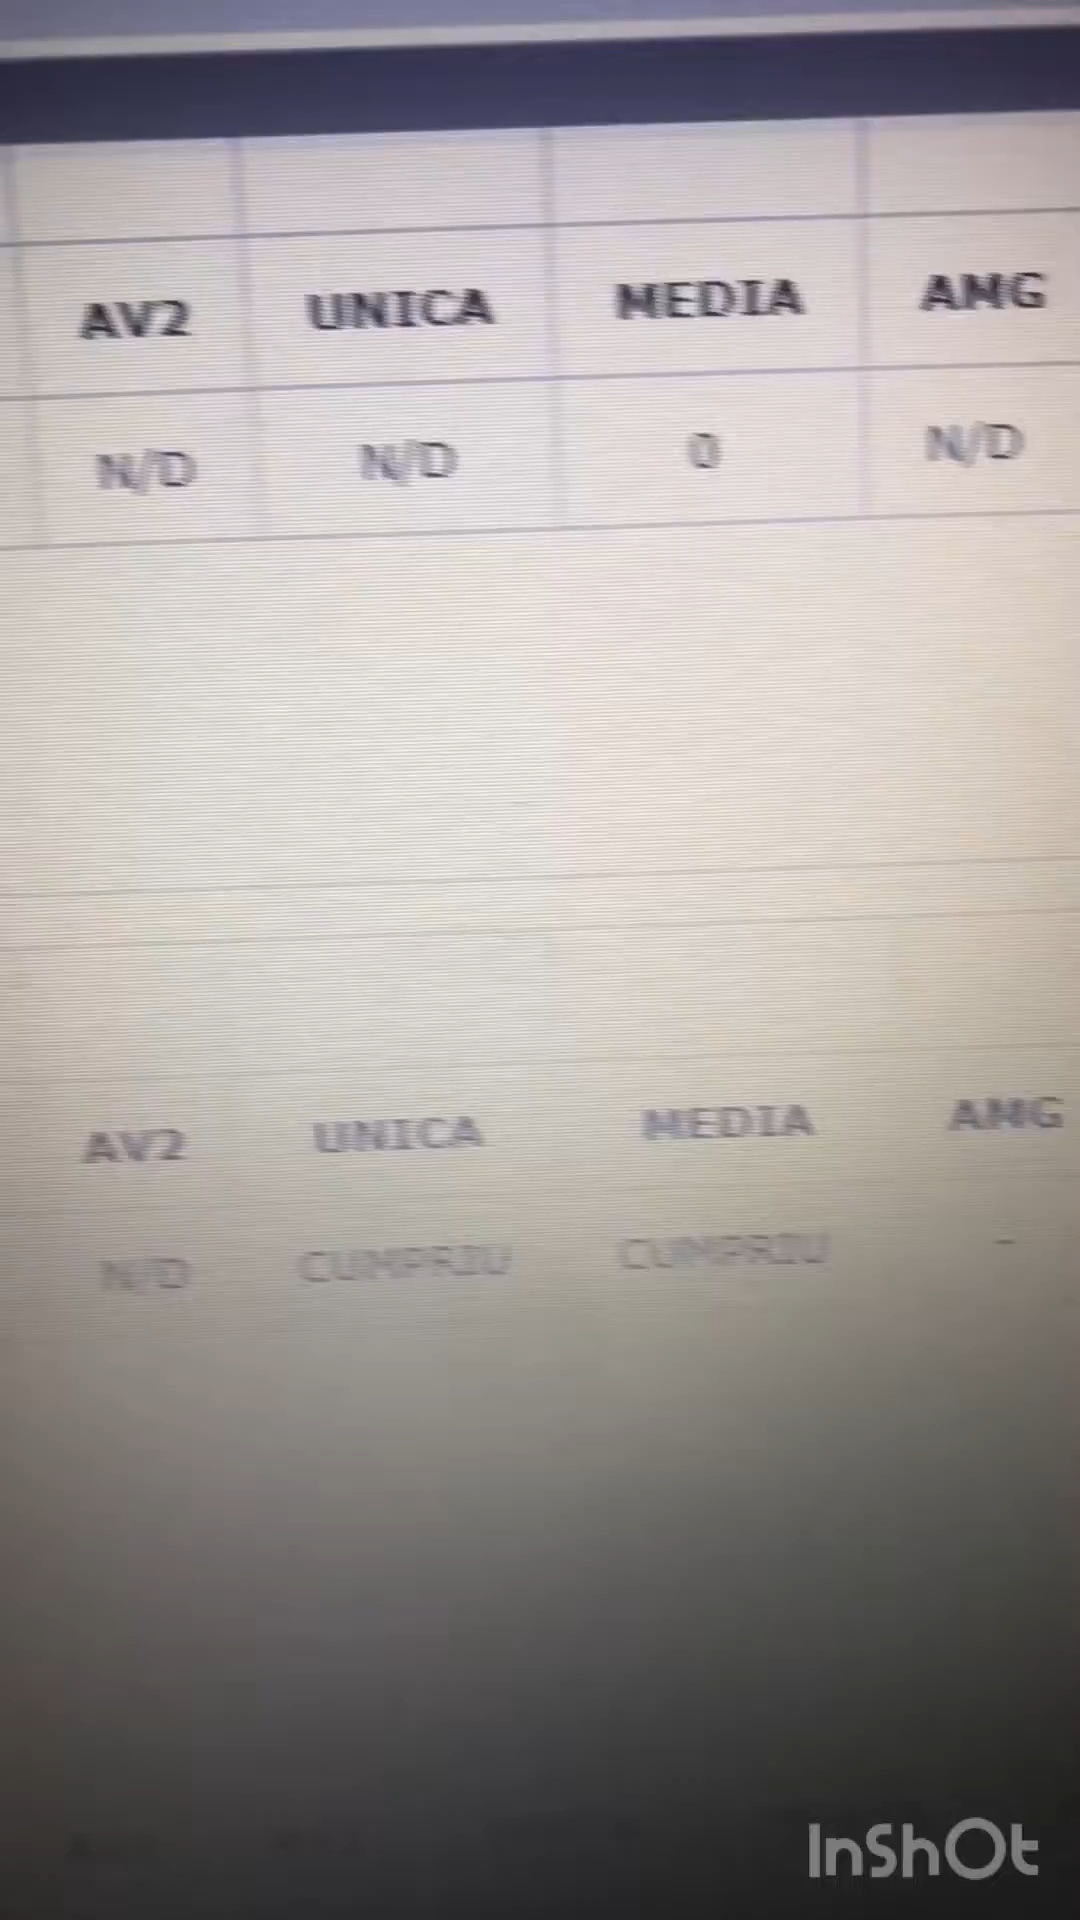 AV2 UNICA MEDIA AMG
N/D N/D 0 N/D
AV2 UNICA MEDIA AMG
N/D CUMPRIU CUMPRIU -
InShOt